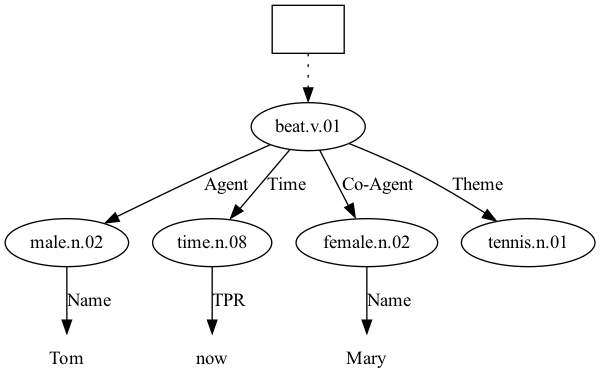 beat.v.01
Agent Time Co-Agent Theme
male.n.02 time.n.08 female.n.02 tennis.n.01
Name TPR Name
Tom now Mary